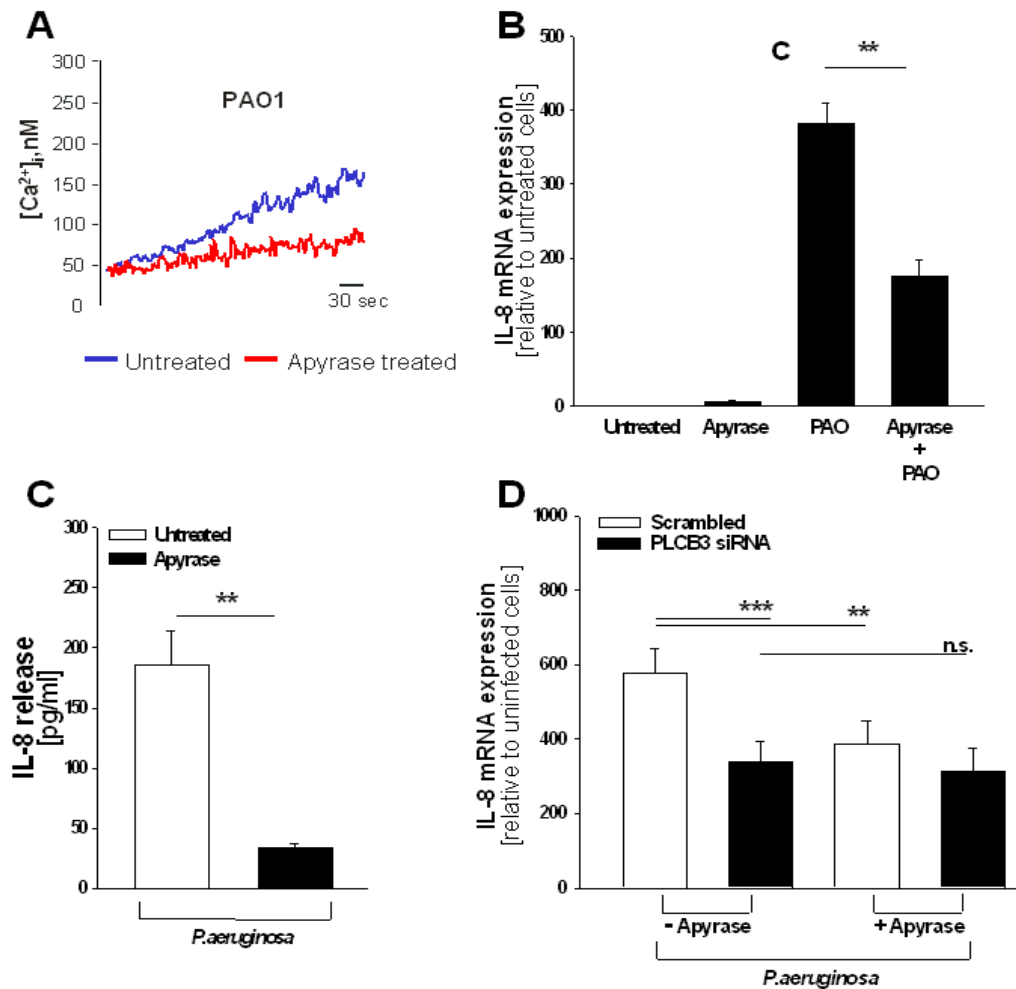 A
300
250
200
150
100
50
0
[Ca²⁺]ᵢ,nM
PAO1
30 sec
Untreated
Apyrase treated
B
500
400
300
200
100
0
IL-8 mRNA expression
[relative to untreated cells]
C
**
Untreated
Apyrase
PAO
Apyrase
+
PAO
C
300
250
200
150
100
50
0
IL-8 release
[pg/ml]
Untreated
Apyrase
**
P.aeruginosa
D
1000
800
600
400
200
0
IL-8 mRNA expression
[relative to uninfected cells]
Scrambled
PLCB3 siRNA
***
**
n.s.
- Apyrase
+ Apyrase
P.aeruginosa